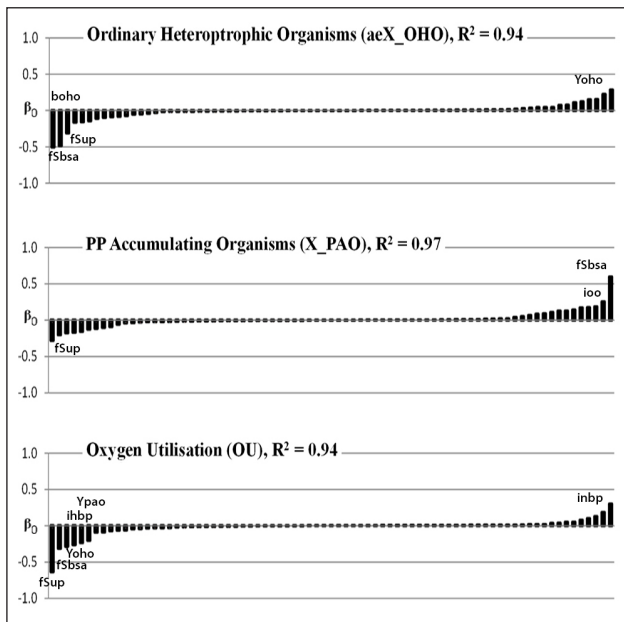 Ordinary Heteroptrophic Organisms (aeX_OHO), R² = 0.94
1.0
0.5
β0
-0.5
-1.0
boho
fSbsa
fSup
Yoho
PP Accumulating Organisms (X_PAO), R² = 0.97
1.0
0.5
β0
-0.5
-1.0
fSup
ioo
fSbsa
Oxygen Utilisation (OU), R² = 0.94
1.0
0.5
β0
-0.5
-1.0
Ypao
ihbp
Yoho
fSbsa
fSup
inbp